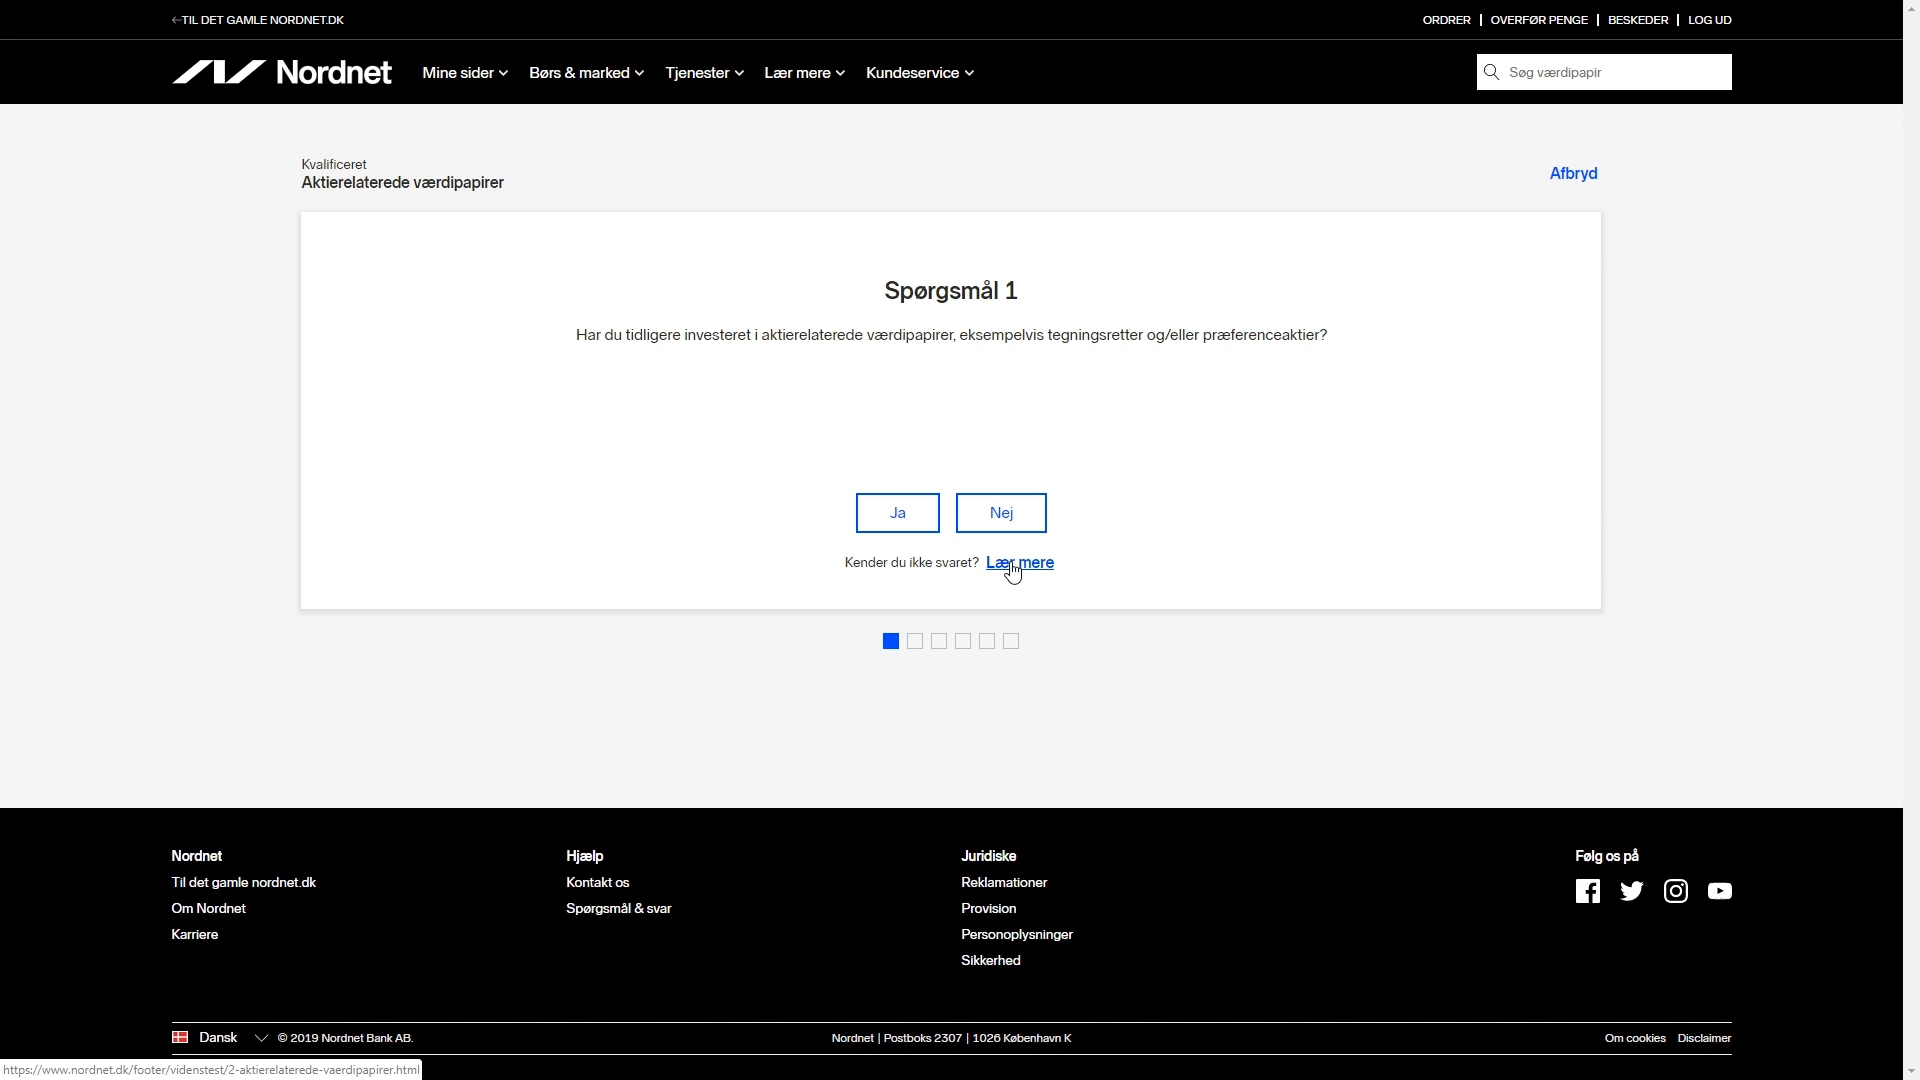 ←TIL DET GAMLE NORDNET.DK
ORDRER | OVERFØR PENGE | BESKEDER | LOG UD
Nordnet Mine sider Børs & marked Tjenester Lær mere Kundeservice
Søg værdipapir
Kvalificeret
Aktierelaterede værdipapirer
Afbryd
Spørgsmål 1
Har du tidligere investeret i aktierelaterede værdipapirer, eksempelvis tegningsretter og/eller præferenceaktier?
Ja Nej
Kender du ikke svaret? Lær mere
Nordnet
Til det gamle nordnet.dk
Om Nordnet
Karriere
Hjælp
Kontakt os
Spørgsmål & svar
Juridiske
Reklamationer
Provision
Personoplysninger
Sikkerhed
Følg os på
Dansk © 2019 Nordnet Bank AB.
Nordnet | Postboks 2307 | 1026 København K
Om cookies Disclaimer
https://www.nordnet.dk/footer/videnstest/2-aktierelaterede-vaerdipapirer.html